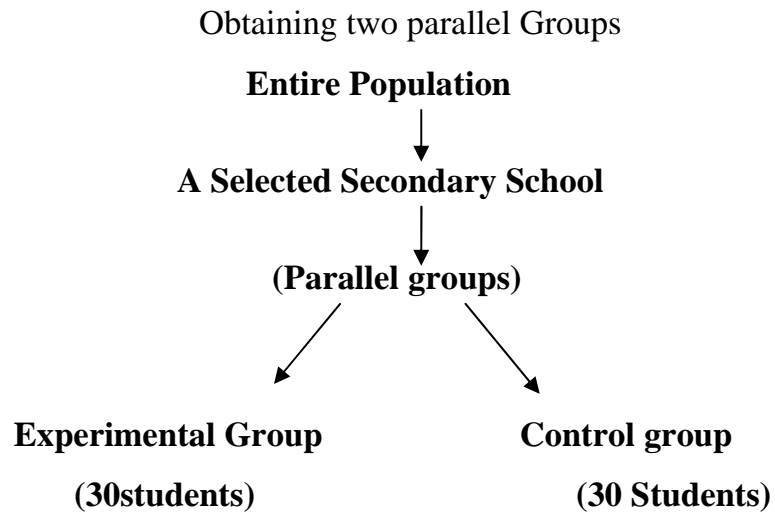 Obtaining two parallel Groups
Entire Population
A Selected Secondary School
(Parallel groups)
Experimental Group
Control group
(30students)
(30 Students)